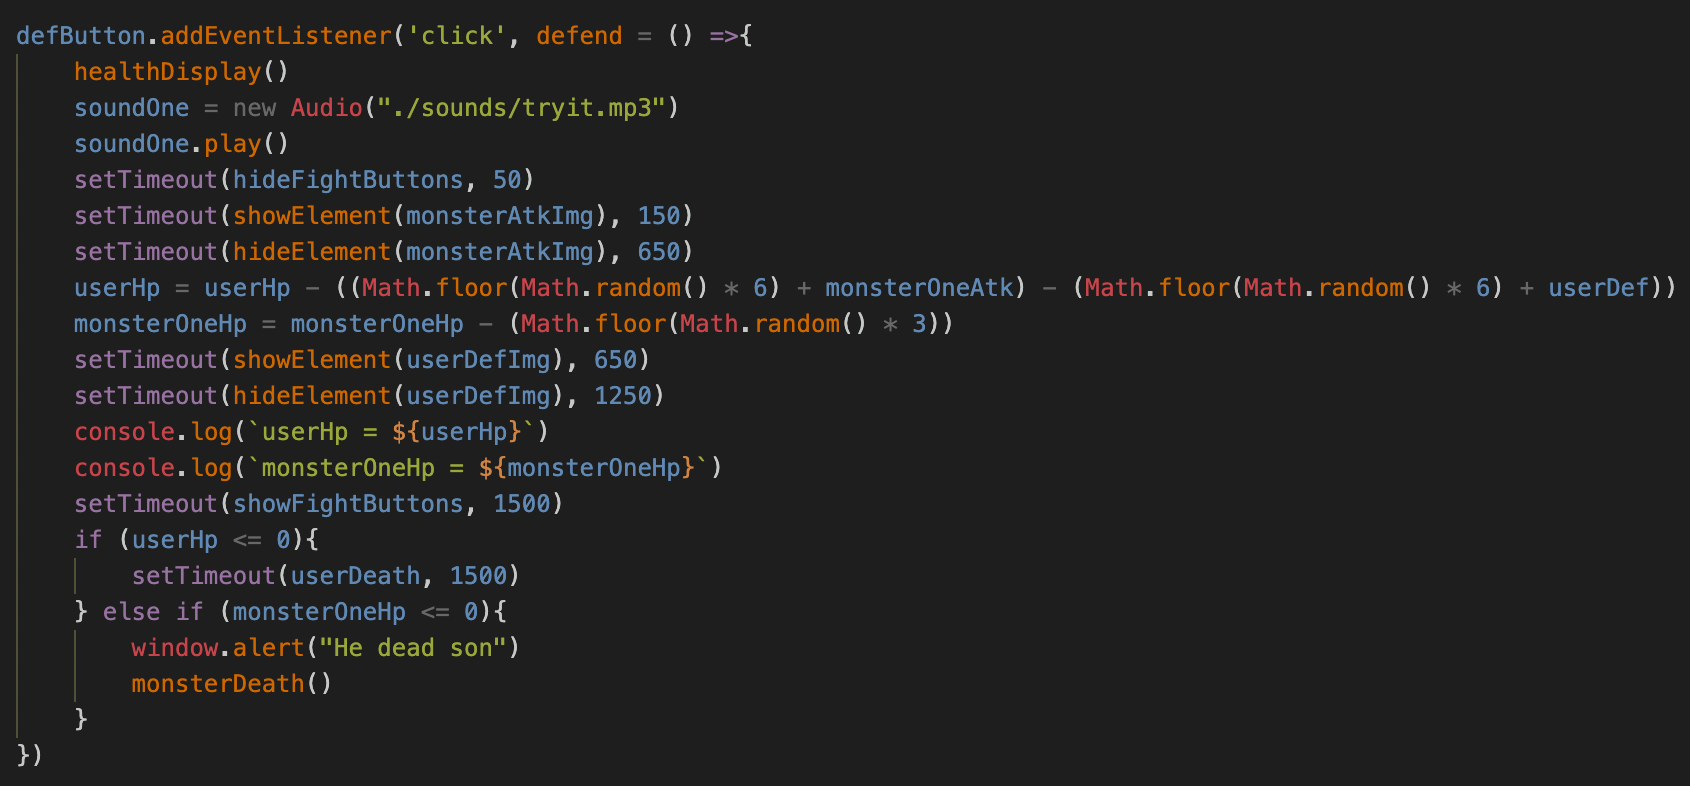 defButton.addEventListener('click', defend = () =>{
    healthDisplay()
    soundOne = new Audio("./sounds/tryit.mp3")
    soundOne.play()
    setTimeout(hideFightButtons, 50)
    setTimeout(showElement(monsterAtkImg), 150)
    setTimeout(hideElement(monsterAtkImg), 650)
    userHp = userHp - ((Math.floor(Math.random() * 6) + monsterOneAtk) - (Math.floor(Math.random() * 6) + userDef))
    monsterOneHp = monsterOneHp - (Math.floor(Math.random() * 3))
    setTimeout(showElement(userDefImg), 650)
    setTimeout(hideElement(userDefImg), 1250)
    console.log(`userHp = ${userHp}`)
    console.log(`monsterOneHp = ${monsterOneHp}`)
    setTimeout(showFightButtons, 1500)
    if (userHp <= 0){
        setTimeout(userDeath, 1500)
    } else if (monsterOneHp <= 0){
        window.alert("He dead son")
        monsterDeath()
    }
})